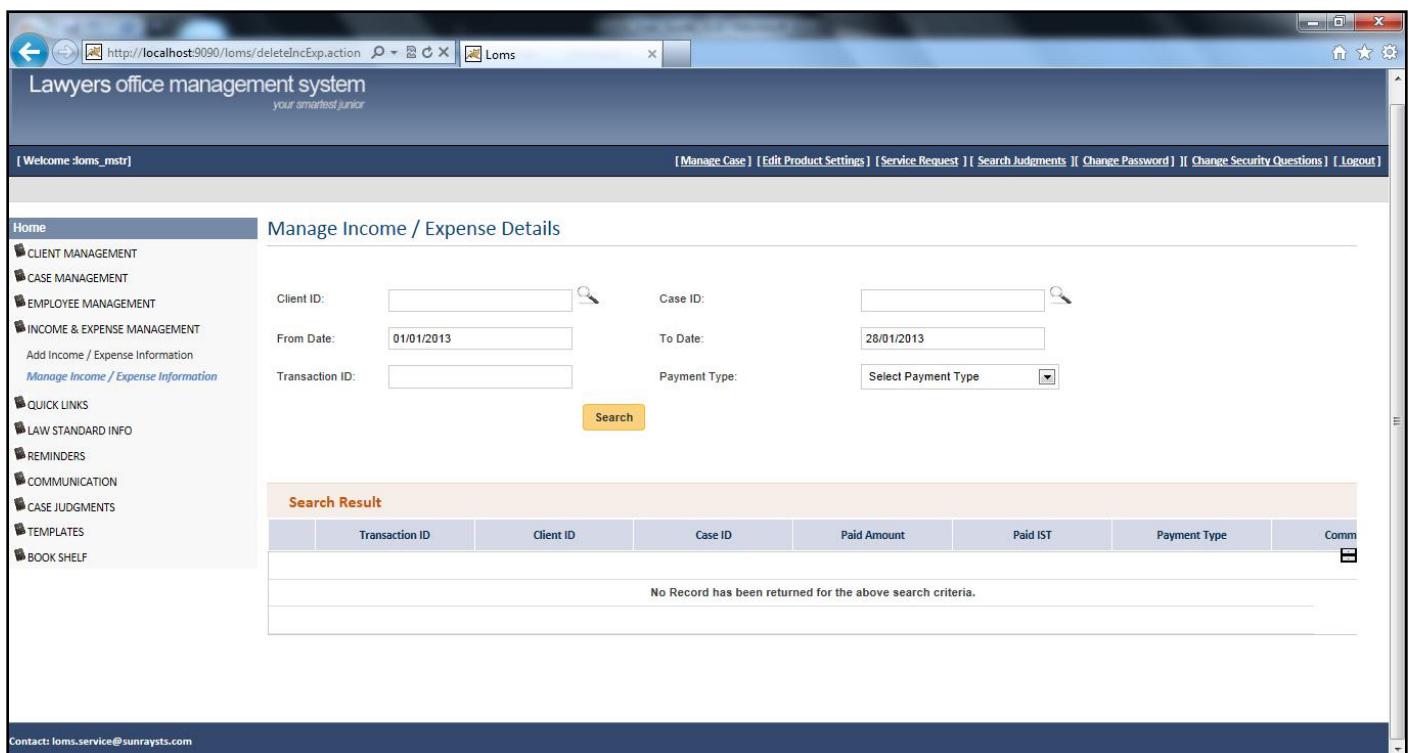 http://localhost:9090/loms/deleteIncExp.action
Loms
Lawyers office management system
your smartest junior
[ Welcome :loms_mstr]
[ Manage Case ] [ Edit Product Settings ] [ Service Request ][ Search Judgments ][ Change Password ] ][ Change Security Questions ] [ Logout ]
Home
CLIENT MANAGEMENT
CASE MANAGEMENT
EMPLOYEE MANAGEMENT
INCOME & EXPENSE MANAGEMENT
Add Income / Expense Information
Manage Income / Expense Information
QUICK LINKS
LAW STANDARD INFO
REMINDERS
COMMUNICATION
CASE JUDGMENTS
TEMPLATES
BOOK SHELF
Manage Income / Expense Details
Client ID: Case ID:
From Date: 01/01/2013 To Date: 28/01/2013
Transaction ID: Payment Type: Select Payment Type
Search
Search Result
Transaction ID Client ID Case ID Paid Amount Paid IST Payment Type Comm
No Record has been returned for the above search criteria.
Contact: loms.service@sunraysts.com